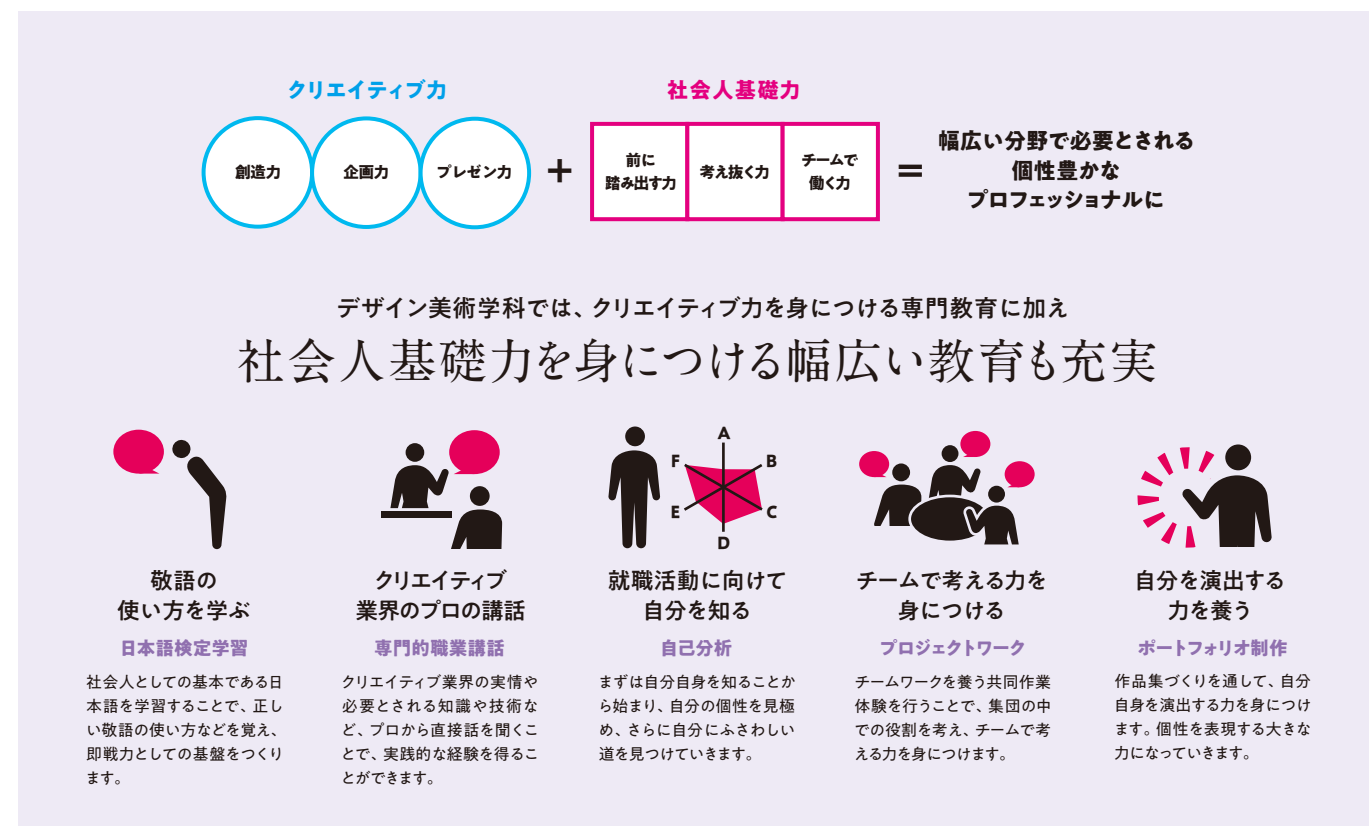 クリエイティブ力
社会人基礎力
創造力
企画力
プレゼン力
+
前に
踏み出す力
考え抜く力
チームで
働く力
=
幅広い分野で必要とされる
個性豊かな
プロフェッショナルに
デザイン美術学科では、クリエイティブ力を身につける専門教育に加え
社会人基礎力を身につける幅広い教育も充実
敬語の
使い方を学ぶ
日本語検定学習
社会人としての基本である日
本語を学習することで、正し
い敬語の使い方などを覚え、
即戦力としての基盤をつくり
ます。
クリエイティブ
業界のプロの講話
専門的職業講話
クリエイティブ業界の実情や
必要とされる知識や技術な
ど、プロから直接話を聞くこ
とで、実践的な経験を得るこ
とができます。
A
B
C
D
E
F
就職活動に向けて
自分を知る
自己分析
まずは自分自身を知ることか
ら始まり、自分の個性を見極
め、さらに自分にふさわしい
道を見つけていきます。
チームで考える力を
身につける
プロジェクトワーク
チームワークを養う共同作業
体験を行うことで、集団の中
での役割を考え、チームで考
える力を身につけます。
自分を演出する
力を養う
ポートフォリオ制作
作品集づくりを通して、自分
自身を演出する力を身につけ
ます。個性を表現する大きな
力になっていきます。